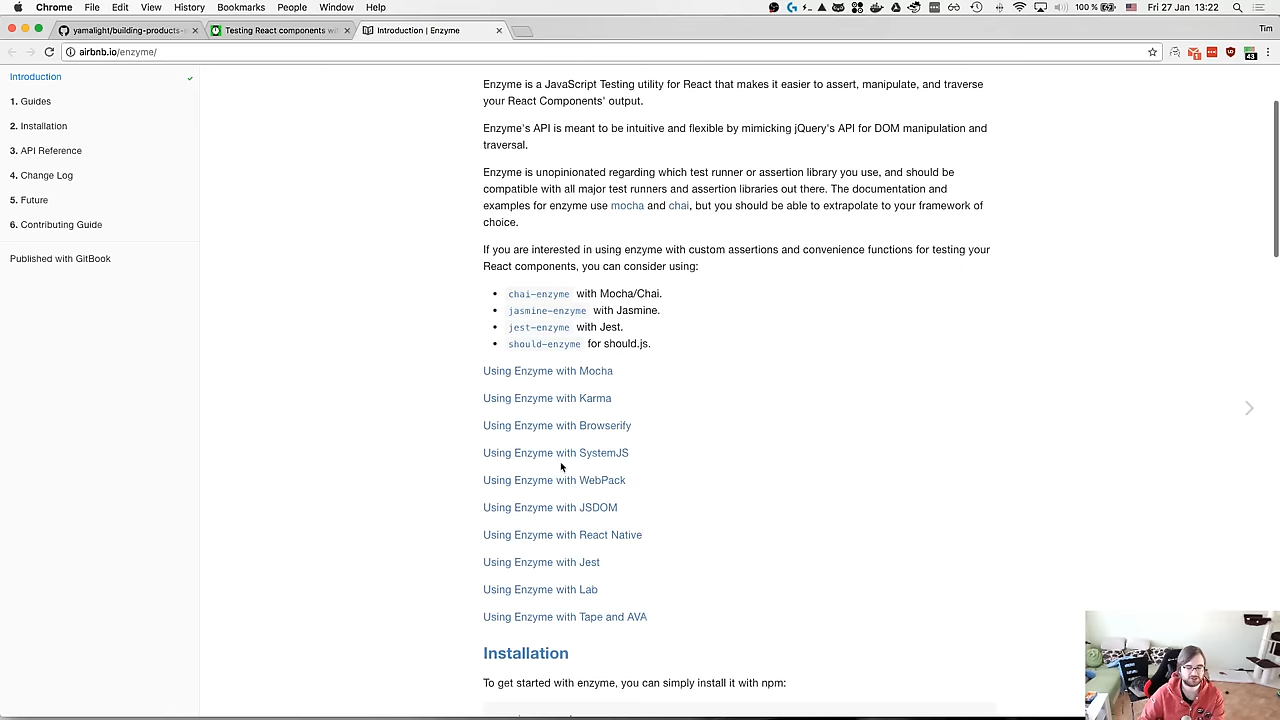 Chrome File Edit View History Bookmarks People Window Help 100 % Fri 27 Jan 13:22
yamalight/building-products- Testing React components wi Introduction | Enzyme Tim
airbnb.io/enzyme/
43
Introduction
1. Guides
2. Installation
3. API Reference
4. Change Log
5. Future
6. Contributing Guide
Published with GitBook
Enzyme is a JavaScript Testing utility for React that makes it easier to assert, manipulate, and traverse
your React Components' output.
Enzyme's API is meant to be intuitive and flexible by mimicking jQuery's API for DOM manipulation and
traversal.
Enzyme is unopinionated regarding which test runner or assertion library you use, and should be
compatible with all major test runners and assertion libraries out there. The documentation and
examples for enzyme use mocha and chai, but you should be able to extrapolate to your framework of
choice.
If you are interested in using enzyme with custom assertions and convenience functions for testing your
React components, you can consider using:
• chai-enzyme with Mocha/Chai.
• jasmine-enzyme with Jasmine.
• jest-enzyme with Jest.
• should-enzyme for should.js.
Using Enzyme with Mocha
Using Enzyme with Karma
Using Enzyme with Browserify
Using Enzyme with SystemJS
Using Enzyme with WebPack
Using Enzyme with JSDOM
Using Enzyme with React Native
Using Enzyme with Jest
Using Enzyme with Lab
Using Enzyme with Tape and AVA
Installation
To get started with enzyme, you can simply install it with npm: